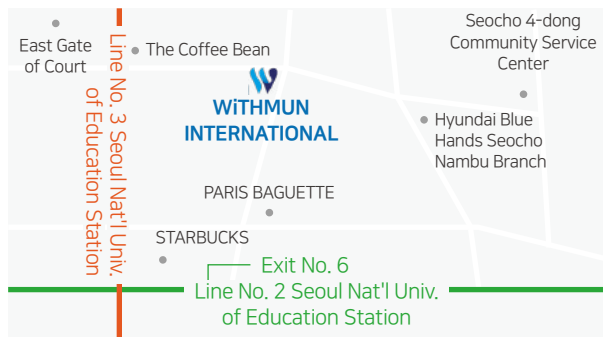 East Gate
of Court
Line No. 3 Seoul Nat'l Univ.
of Education Station
The Coffee Bean
WiTHMUN
INTERNATIONAL
Seocho 4-dong
Community Service
Center
Hyundai Blue
Hands Seocho
Nambu Branch
PARIS BAGUETTE
STARBUCKS
Exit No. 6
Line No. 2 Seoul Nat'l Univ.
of Education Station